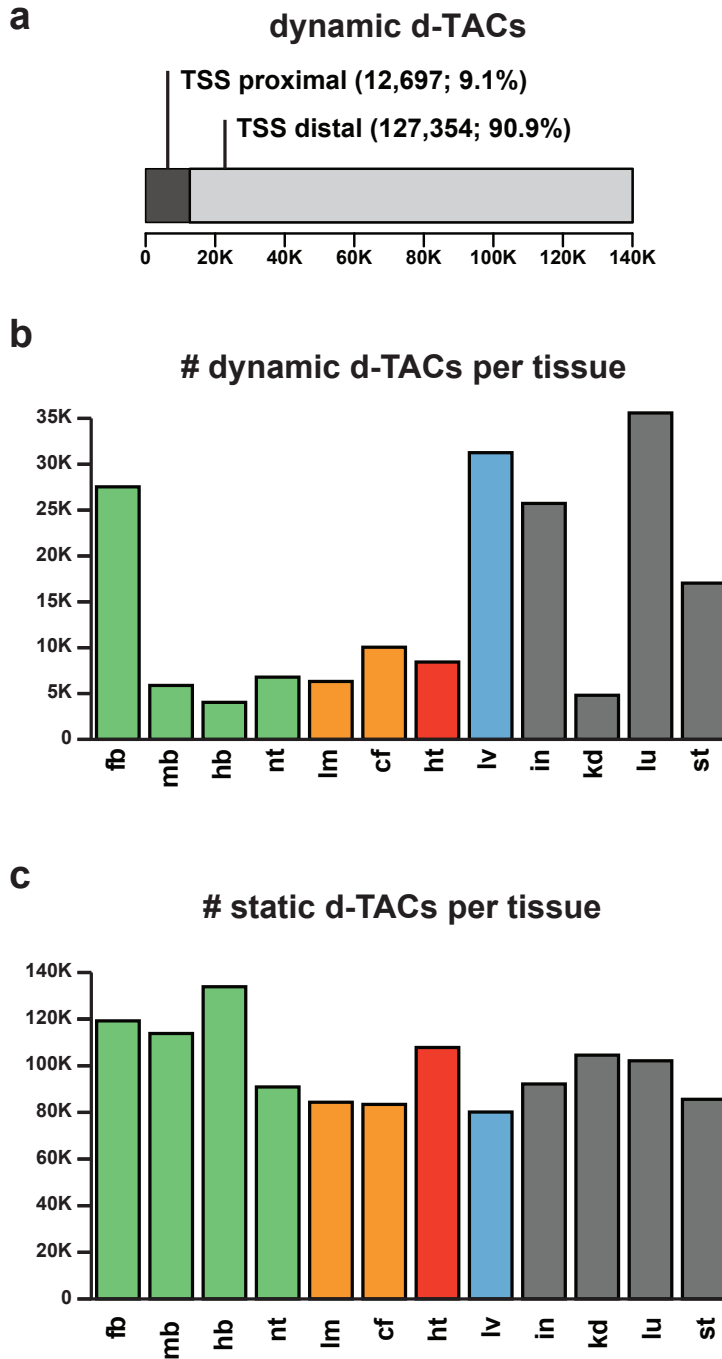 a
dynamic d-TACs
TSS proximal (12,697; 9.1%)
TSS distal (127,354; 90.9%)
0 20K 40K 60K 80K 100K 120K 140K
b
# dynamic d-TACs per tissue
35K
30K
25K
20K
15K
10K
5K
0
fb mb hb nt lm cf ht lv in kd lu st
c
# static d-TACs per tissue
140K
120K
100K
80K
60K
40K
20K
0
fb mb hb nt lm cf ht lv in kd lu st